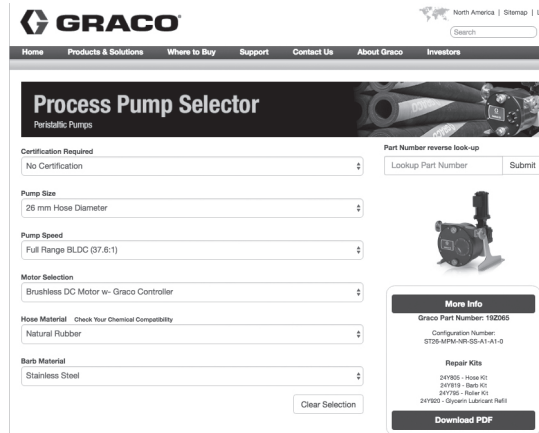 GRACO
North America | Sitemap |
Search
Home Products & Solutions Where to Buy Support Contact Us About Graco Investors
Process Pump Selector
Peristaltic Pumps
Certification Required
No Certification
Pump Size
26 mm Hose Diameter
Pump Speed
Full Range BLDC (37.6:1)
Motor Selection
Brushless DC Motor w- Graco Controller
Hose Material Check Your Chemical Compatibility
Natural Rubber
Barb Material
Stainless Steel
Clear Selection
Part Number reverse look-up
Lookup Part Number Submit
More Info
Graco Part Number: 19Z065
Configuration Number:
ST26-MPM-NR-SS-A1-A1-0
Repair Kits
24Y805 - Hose Kit
24Y819 - Barb Kit
24Y795 - Roller Kit
24Y920 - Glycerin Lubricant Refill
Download PDF